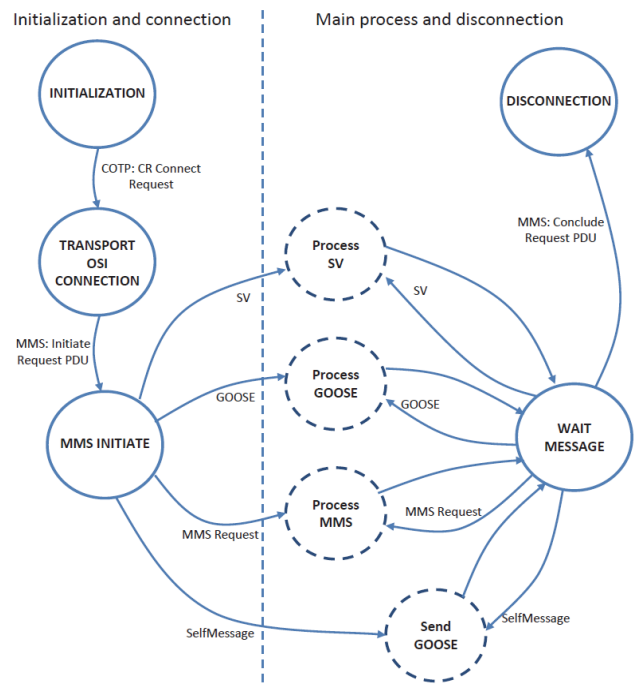 Initialization and connection
Main process and disconnection
INITIALIZATION
DISCONNECTION
COTP: CR Connect
Request
TRANSPORT
OSI
CONNECTION
Process
SV
MMS: Conclude
Request PDU
SV
SV
MMS: Initiate
Request PDU
Process
GOOSE
GOOSE
GOOSE
MMS INITIATE
WAIT
MESSAGE
Process
MMS
MMS Request
MMS Request
Send
GOOSE
SelfMessage
SelfMessage